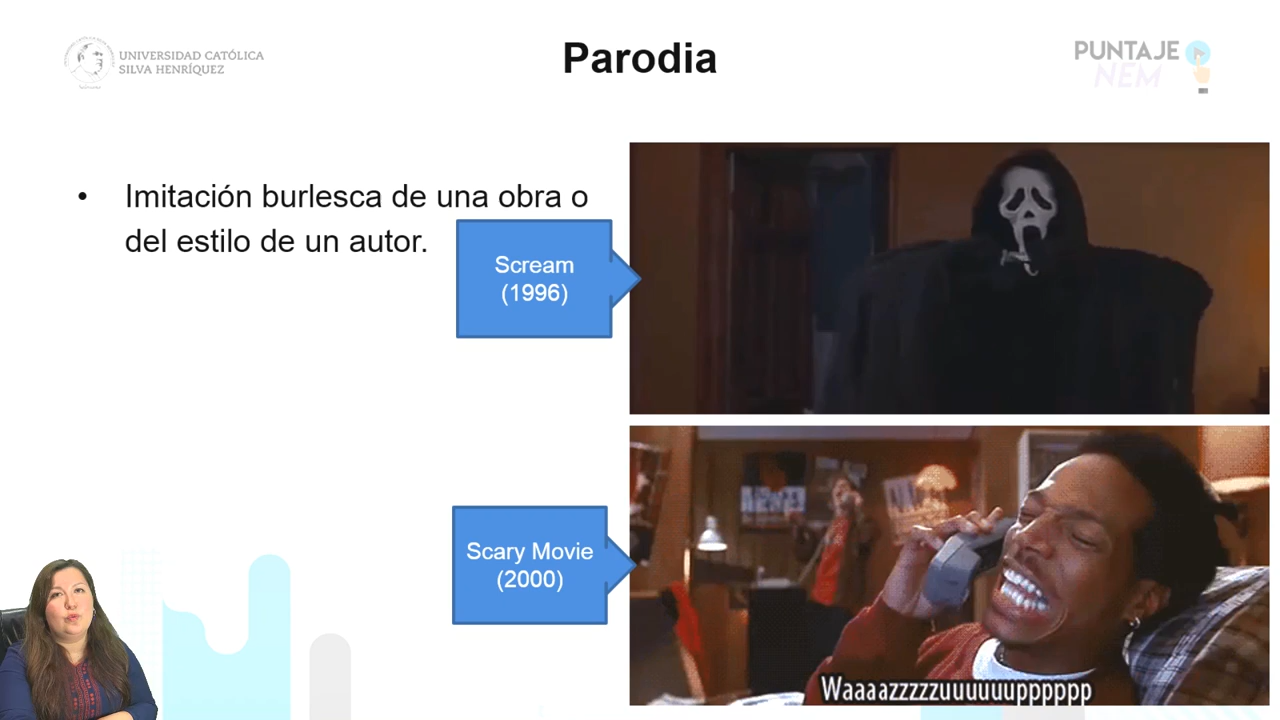 UNIVERSIDAD CATÓLICA
SILVA HENRÍQUEZ
Parodia
PUNTAJE
NEM
• Imitación burlesca de una obra o
del estilo de un autor.
Scream
(1996)
Scary Movie
(2000)
Waaaazzzzzuuuuuupppppp